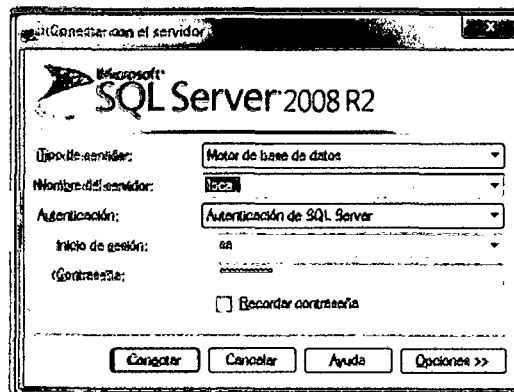 Conectar con el servidor
Microsoft®
SQL Server 2008 R2
Tipo de servidor: Motor de base de datos
Nombre del servidor: local
Autenticación: Autenticación de SQL Server
Inicio de sesión: sa
Contraseña: **********
Recordar contraseña
Conectar Cancelar Ayuda Opciones >>